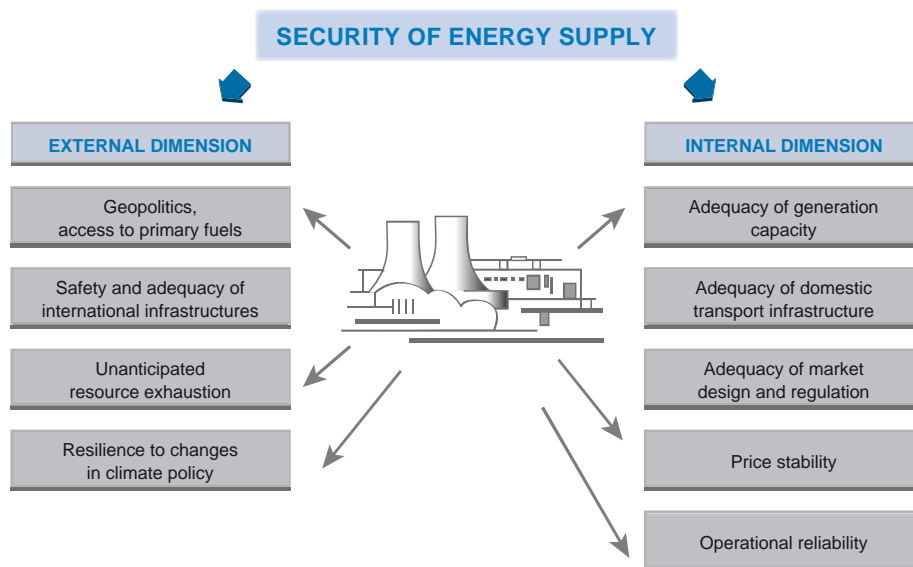 SECURITY OF ENERGY SUPPLY
EXTERNAL DIMENSION
Geopolitics,
access to primary fuels
Safety and adequacy of
international infrastructures
Unanticipated
resource exhaustion
Resilience to changes
in climate policy
INTERNAL DIMENSION
Adequacy of generation
capacity
Adequacy of domestic
transport infrastructure
Adequacy of market
design and regulation
Price stability
Operational reliability